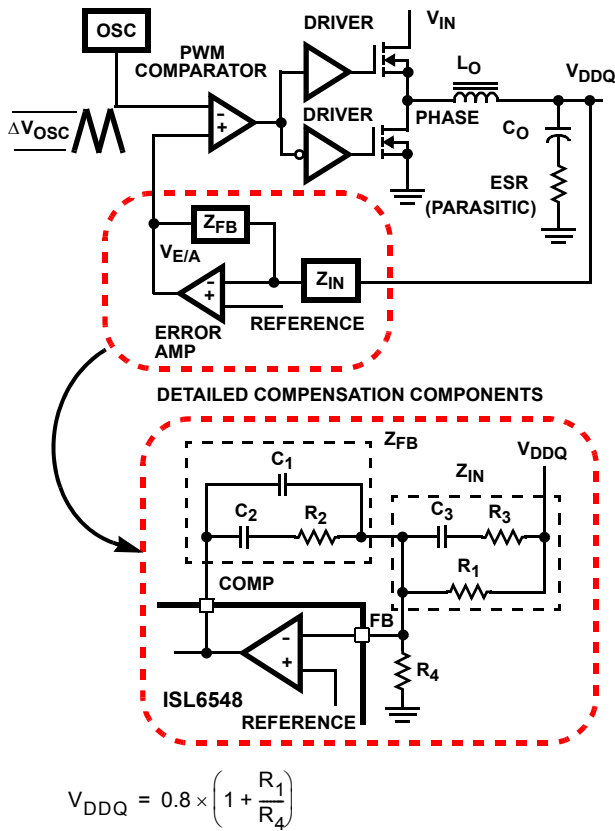 OSC
PWM
COMPARATOR
DRIVER
DRIVER
V_IN
L_O
V_DDQ
PHASE
C_O
ESR
(PARASITIC)
ΔV_OSC
-
+
Z_FB
V_E/A
-
+
Z_IN
REFERENCE
ERROR
AMP
DETAILED COMPENSATION COMPONENTS
Z_FB
V_DDQ
C_1
Z_IN
C_2
R_2
C_3
R_3
R_1
COMP
FB
-
+
R_4
ISL6548
REFERENCE
V_DDQ = 0.8 × (1 + R_1/R_4)